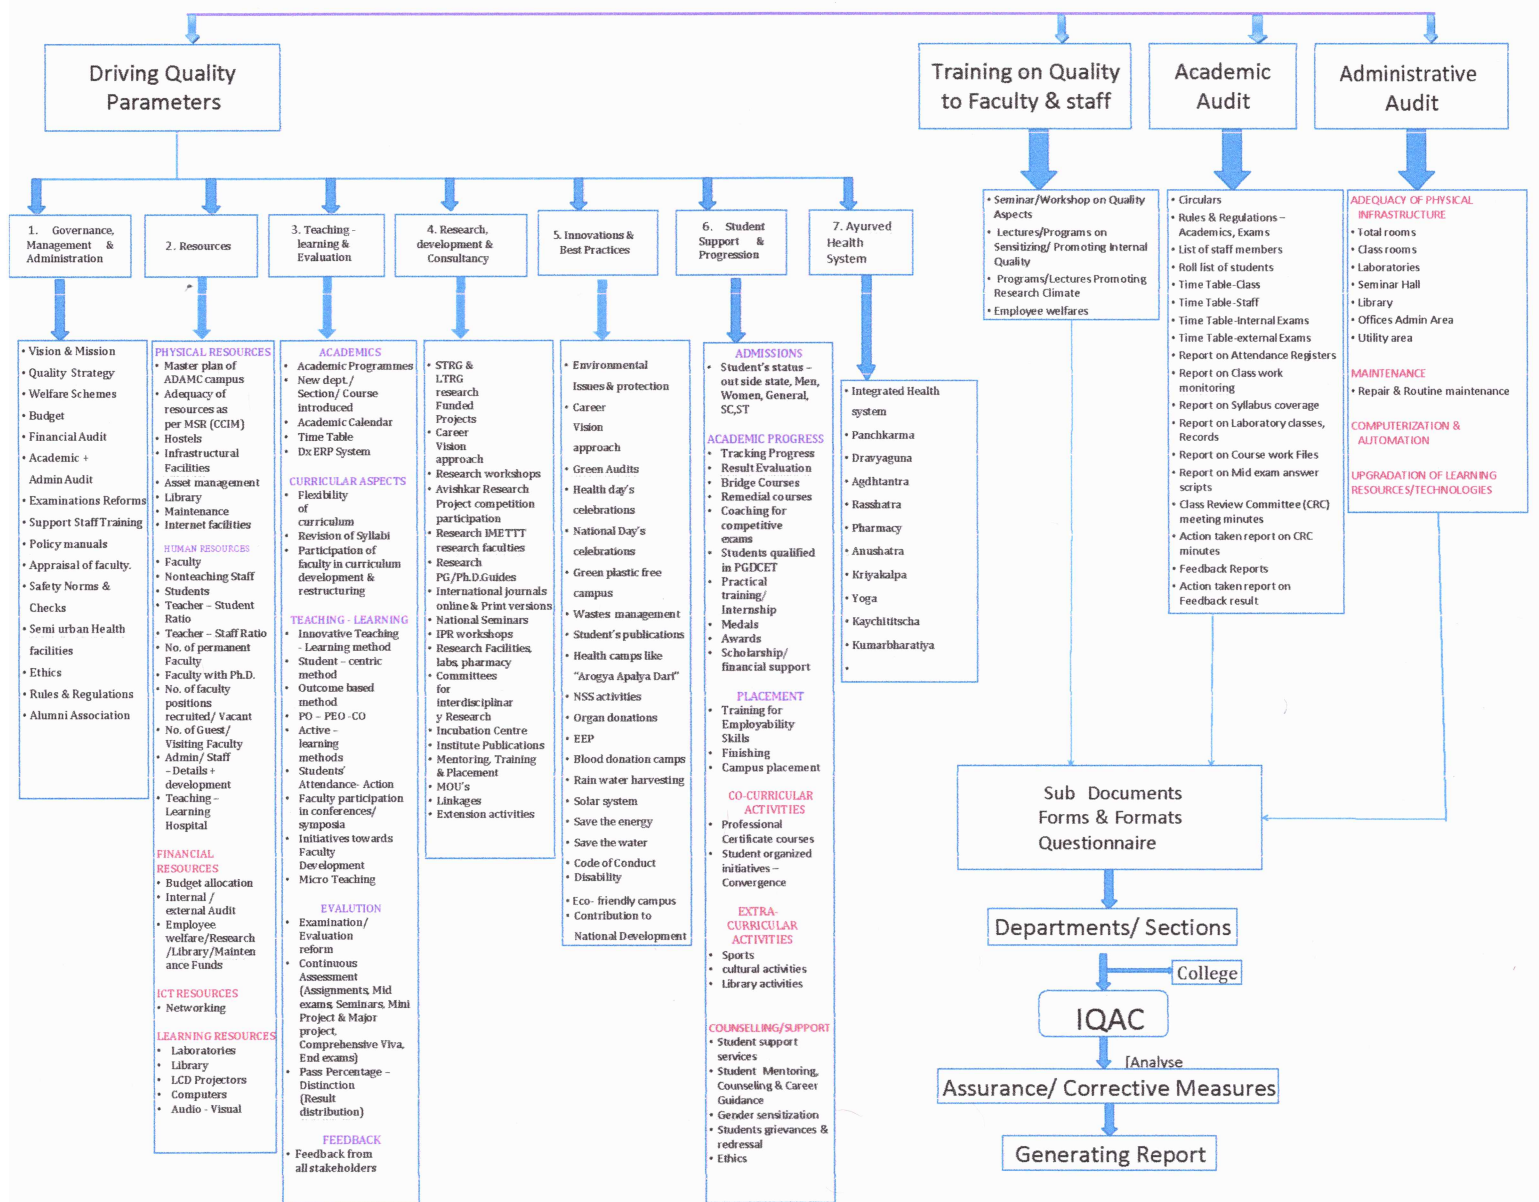 Driving Quality
Parameters
Training on Quality
to Faculty & staff
Academic
Audit
Administrative
Audit
1. Governance,
Management &
Administration
2. Resources
3. Teaching -
learning &
Evaluation
4. Research,
development &
Consultancy
5. Innovations &
Best Practices
6. Student
Support &
Progression
7. Ayurved
Health
System
• Vision & Mission
• Quality Strategy
• Welfare Schemes
• Budget
• Financial Audit
• Academic +
Admin Audit
• Examinations Reforms
• Support Staff Training
• Policy manuals
• Appraisal of faculty.
• Safety Norms &
Checks
• Semi urban Health
facilities
• Ethics
• Rules & Regulations
• Alumni Association
PHYSICAL RESOURCES
• Master plan of
ADAMC campus
• Adequacy of
resources as
per MSR (CCIM)
• Hostels
• Infrastructural
Facilities
• Asset management
• Library
• Maintenance
• Internet facilities
HUMAN RESOURCES
• Faculty
• Nonteaching Staff
• Students
• Teacher – Student
Ratio
• Teacher – Staff Ratio
• No. of permanent
Faculty
• Faculty with Ph.D.
• No. of faculty
positions
recruited/ Vacant
• No. of Guest/
Visiting Faculty
• Admin/ Staff
– Details +
development
• Teaching –
Learning
Hospital
FINANCIAL
RESOURCES
• Budget allocation
• Internal /
external Audit
• Employee
welfare/Research
/Library/Mainten
ance Funds
ICT RESOURCES
• Networking
LEARNING RESOURCES
• Laboratories
• Library
• LCD Projectors
• Computers
• Audio - Visual
ACADEMICS
• Academic Programmes
• New dept./
Section/ Course
introduced
• Academic Calendar
• Time Table
• Dx ERP System
CURRICULAR ASPECTS
• Flexibility
of
curriculum
• Revision of Syllabi
• Participation of
faculty in curriculum
development &
restructuring
TEACHING - LEARNING
• Innovative Teaching
- Learning method
• Student – centric
method
• Outcome based
method
• PO – PEO -CO
• Active –
learning
methods
• Students'
Attendance- Action
• Faculty participation
in conferences/
symposia
• Initiatives towards
Faculty
Development
• Micro Teaching
EVALUTION
• Examination/
Evaluation
reform
• Continuous
Assessment
(Assignments, Mid
exams, Seminars, Mini
Project & Major
project,
Comprehensive Viva,
End exams)
• Pass Percentage –
Distinction
(Result
distribution)
FEEDBACK
• Feedback from
all stakeholders
• STRG &
LTRG
research
Funded
Projects
• Career
Vision
approach
• Research workshops
• Avishkar Research
Project competition
participation
• Research IMETTT
research faculties
• Research
PG/Ph.D.Guides
• International journals
online & Print versions
• National Seminars
• IPR workshops
• Research Facilities,
labs, pharmacy
• Committees
for
interdisciplinar
y Research
• Incubation Centre
• Institute Publications
• Mentoring, Training
& Placement
• MOU's
• Linkages
• Extension activities
• Environmental
Issues & protection
• Career
Vision
approach
• Green Audits
• Health day's
celebrations
• National Day's
celebrations
• Green plastic free
campus
• Wastes management
• Student's publications
• Health camps like
"Arogya Apalya Dari"
• NSS activities
• Organ donations
• EEP
• Blood donation camps
• Rain water harvesting
• Solar system
• Save the energy
• Save the water
• Code of Conduct
• Disability
• Eco- friendly campus
• Contribution to
National Development
ADMISSIONS
• Student's status –
out side state, Men,
Women, General,
SC,ST
ACADEMIC PROGRESS
• Tracking Progress
• Result Evaluation
• Bridge Courses
• Remedial courses
• Coaching for
competitive
exams
• Students qualified
in PGDCET
• Practical
training/
Internship
• Medals
• Awards
• Scholarship/
financial support
PLACEMENT
• Training for
Employability
Skills
• Finishing
• Campus placement
CO-CURRICULAR
ACTIVITIES
• Professional
Certificate courses
• Student organized
initiatives –
Convergence
EXTRA-
CURRICULAR
ACTIVITIES
• Sports
• cultural activities
• Library activities
COUNSELLING/SUPPORT
• Student support
services
• Student Mentoring,
Counseling & Career
Guidance
• Gender sensitization
• Students grievances &
redressal
• Ethics
• Integrated Health
system
• Panchkarma
• Dravyaguna
• Agdhtantra
• Rasshatra
• Pharmacy
• Anushatra
• Kriyakalpa
• Yoga
• Kaychititscha
• Kumarbharatiya
•
• Seminar/Workshop on Quality
Aspects
• Lectures/Programs on
Sensitizing/ Promoting Internal
Quality
• Programs/Lectures Promoting
Research Climate
• Employee welfares
• Circulars
• Rules & Regulations –
Academics, Exams
• List of staff members
• Roll list of students
• Time Table-Class
• Time Table-Staff
• Time Table-Internal Exams
• Time Table-external Exams
• Report on Attendance Registers
• Report on Class work
monitoring
• Report on Syllabus coverage
• Report on Laboratory classes,
Records
• Report on Course work Files
• Report on Mid exam answer
scripts
• Class Review Committee (CRC)
meeting minutes
• Action taken report on CRC
minutes
• Feedback Reports
• Action taken report on
Feedback result
ADEQUACY OF PHYSICAL
INFRASTRUCTURE
• Total rooms
• Class rooms
• Laboratories
• Seminar Hall
• Library
• Offices Admin Area
• Utility area
MAINTENANCE
• Repair & Routine maintenance
COMPUTERIZATION &
AUTOMATION
UPGRADATION OF LEARNING
RESOURCES/TECHNOLOGIES
Sub Documents
Forms & Formats
Questionnaire
Departments/ Sections
College
IQAC
[Analyse
Assurance/ Corrective Measures
Generating Report